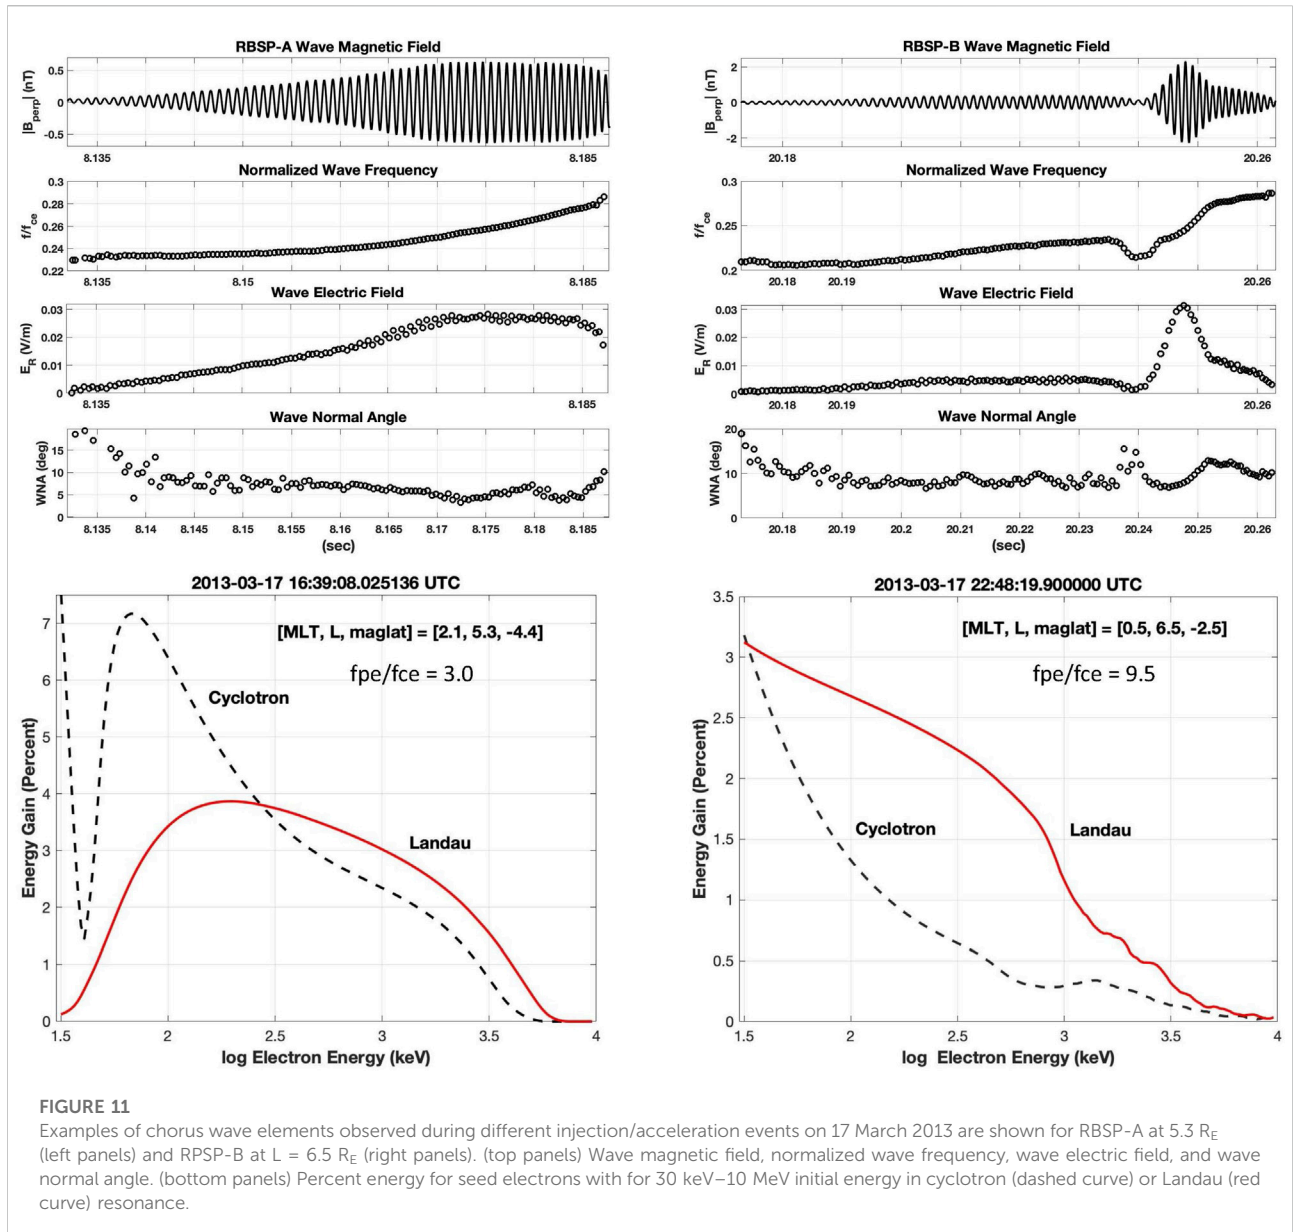 RBSP-A Wave Magnetic Field
|B_perp| (nT)
0.5
0
-0.5
8.135 8.185
Normalized Wave Frequency
f/f_ce
0.3
0.28
0.26
0.24
0.22
8.135 8.15 8.185
Wave Electric Field
E_R (V/m)
0.03
0.02
0.01
0
8.135 8.185
Wave Normal Angle
WNA (deg)
15
10
5
0
8.135 8.14 8.145 8.15 8.155 8.16 8.165 8.17 8.175 8.18 8.185
(sec)
RBSP-B Wave Magnetic Field
|B_perp| (nT)
2
0
-2
20.18 20.26
Normalized Wave Frequency
f/f_ce
0.3
0.25
0.2
20.18 20.19 20.26
Wave Electric Field
E_R (V/m)
0.03
0.02
0.01
0
20.18 20.19 20.26
Wave Normal Angle
WNA (deg)
20
10
0
20.18 20.19 20.2 20.21 20.22 20.23 20.24 20.25 20.26
(sec)
2013-03-17 16:39:08.025136 UTC
[MLT, L, maglat] = [2.1, 5.3, -4.4]
fpe/fce = 3.0
Cyclotron
Landau
Energy Gain (Percent)
7
6
5
4
3
2
1
0
1.5 2 2.5 3 3.5 4
log Electron Energy (keV)
2013-03-17 22:48:19.900000 UTC
[MLT, L, maglat] = [0.5, 6.5, -2.5]
fpe/fce = 9.5
Cyclotron
Landau
Energy Gain (Percent)
3.5
3
2.5
2
1.5
1
0.5
0
1.5 2 2.5 3 3.5 4
log Electron Energy (keV)
FIGURE 11
Examples of chorus wave elements observed during different injection/acceleration events on 17 March 2013 are shown for RBSP-A at 5.3 R_E
(left panels) and RPSP-B at L = 6.5 R_E (right panels). (top panels) Wave magnetic field, normalized wave frequency, wave electric field, and wave
normal angle. (bottom panels) Percent energy for seed electrons with for 30 keV–10 MeV initial energy in cyclotron (dashed curve) or Landau (red
curve) resonance.